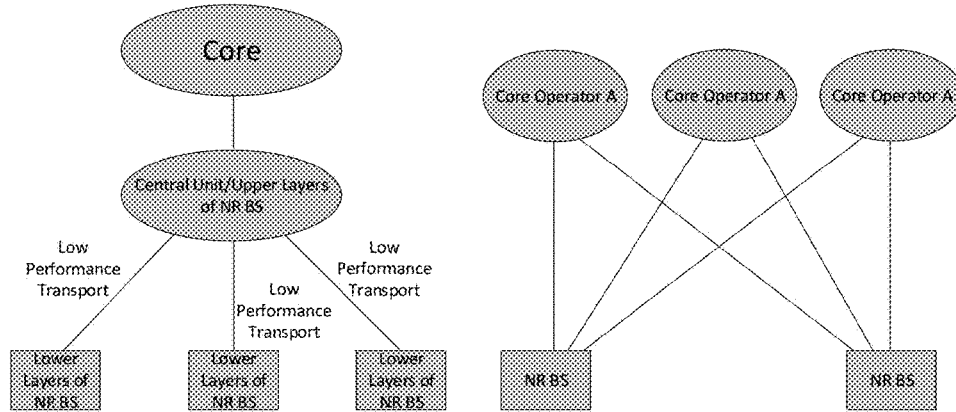 Core
Central Unit/Upper Layers
of NR BS
Low
Performance
Transport
Low
Performance
Transport
Low
Performance
Transport
Lower
Layers of
NR BS
Lower
Layers of
NR BS
Lower
Layers of
NR BS
Core Operator A
Core Operator A
Core Operator A
NR BS
NR BS